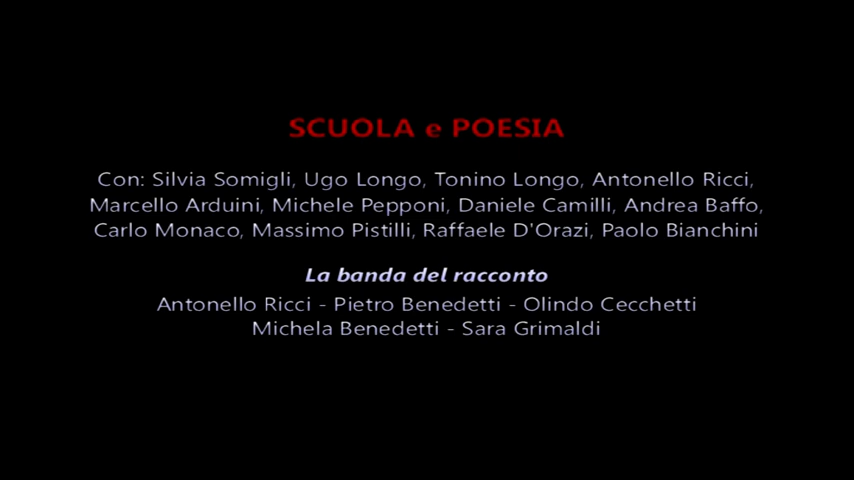 SCUOLA e POESIA
Con: Silvia Somigli, Ugo Longo, Tonino Longo, Antonello Ricci,
Marcello Arduini, Michele Pepponi, Daniele Camilli, Andrea Baffo,
Carlo Monaco, Massimo Pistilli, Raffaele D'Orazi, Paolo Bianchini
La banda del racconto
Antonello Ricci - Pietro Benedetti - Olindo Cecchetti
Michela Benedetti - Sara Grimaldi